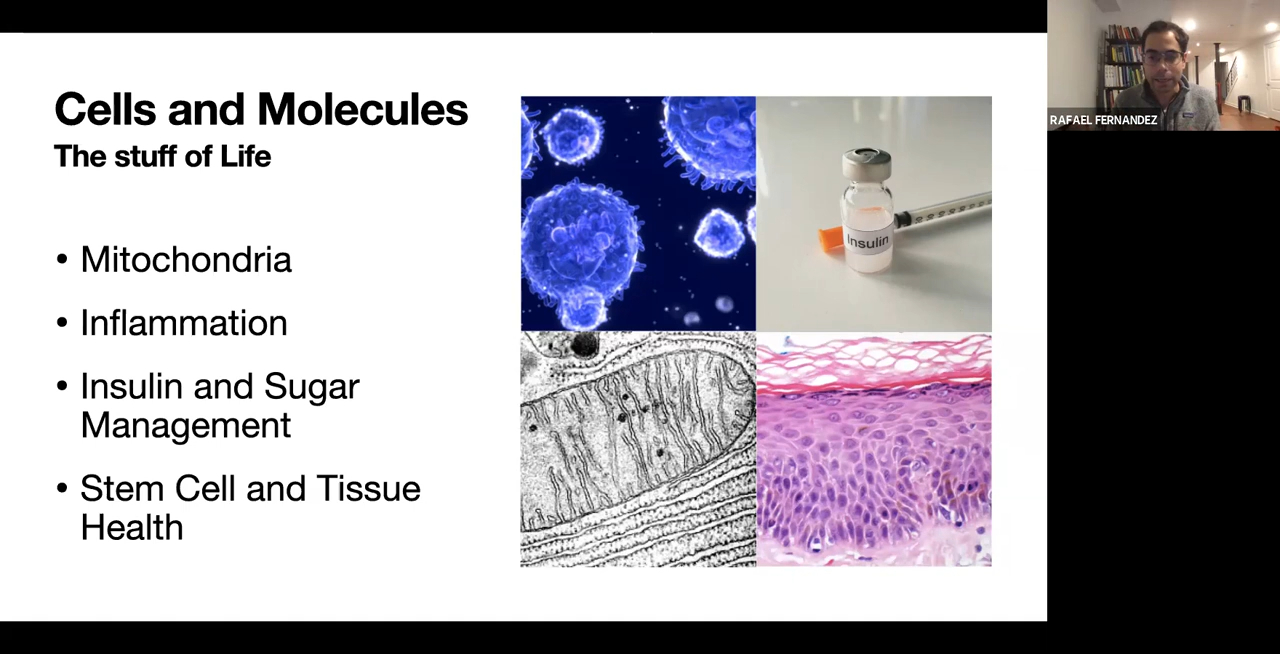 Cells and Molecules
The stuff of Life
• Mitochondria
• Inflammation
• Insulin and Sugar
Management
• Stem Cell and Tissue
Health
Insulin
RAFAEL FERNANDEZ